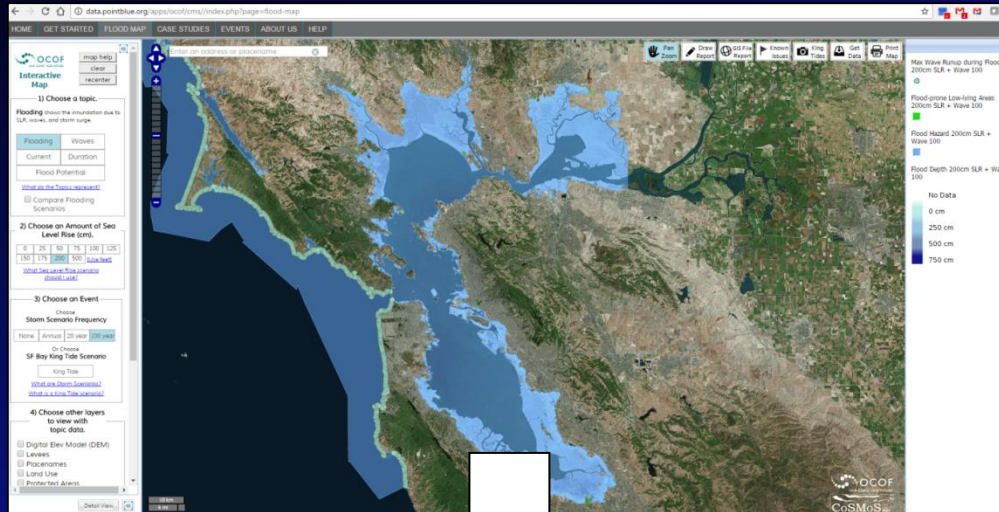 data.pointblue.org/apps/ocof/cms//index.php?page=flood-map
HOME GET STARTED FLOOD MAP CASE STUDIES EVENTS ABOUT US HELP
OCOF
Interactive
Map
map help
clear
recenter
1) Choose a topic.
Flooding shows the innundation due to
SLR, waves, and storm surge.
Flooding Waves
Current Duration
Flood Potential
What do the Topics represent?
Compare Flooding
Scenarios
2) Choose an Amount of Sea
Level Rise (cm).
0 25 50 75 100 125
150 175 200 500 (Use feet)
What Sea Level Rise scenario
should I use?
3) Choose an Event
Choose
Storm Scenario Frequency
None Annual 20 year 100 year
Or Choose
SF Bay King Tide Scenario
King Tide
What are Storm Scenarios?
What is a King Tide scenario?
4) Choose other layers
to view with
topic data.
Digital Elev Model (DEM)
Levees
Placenames
Land Use
Protected Areas
Detail View
Enter an address or placename
Pan
Zoom
Draw
Report
GIS File
Report
Known
Issues
King
Tides
Get
Data
Print
Map
10 km
OCOF
CoSMoS
Max Wave Runup during Flood
200cm SLR + Wave 100
Flood-prone Low-lying Areas
200cm SLR + Wave 100
Flood Hazard 200cm SLR +
Wave 100
Flood Depth 200cm SLR + Wa
100
No Data
0 cm
250 cm
500 cm
750 cm